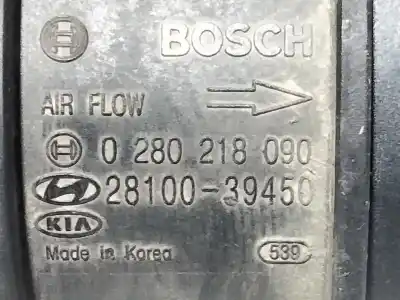 BOSCH
AIR FLOW
0 280 218 090
28100-39450
KIA
Made in Korea 539